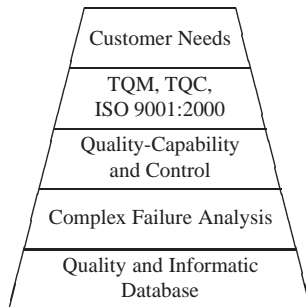 Customer Needs
TQM, TQC,
ISO 9001:2000
Quality-Capability
and Control
Complex Failure Analysis
Quality and Informatic
Database